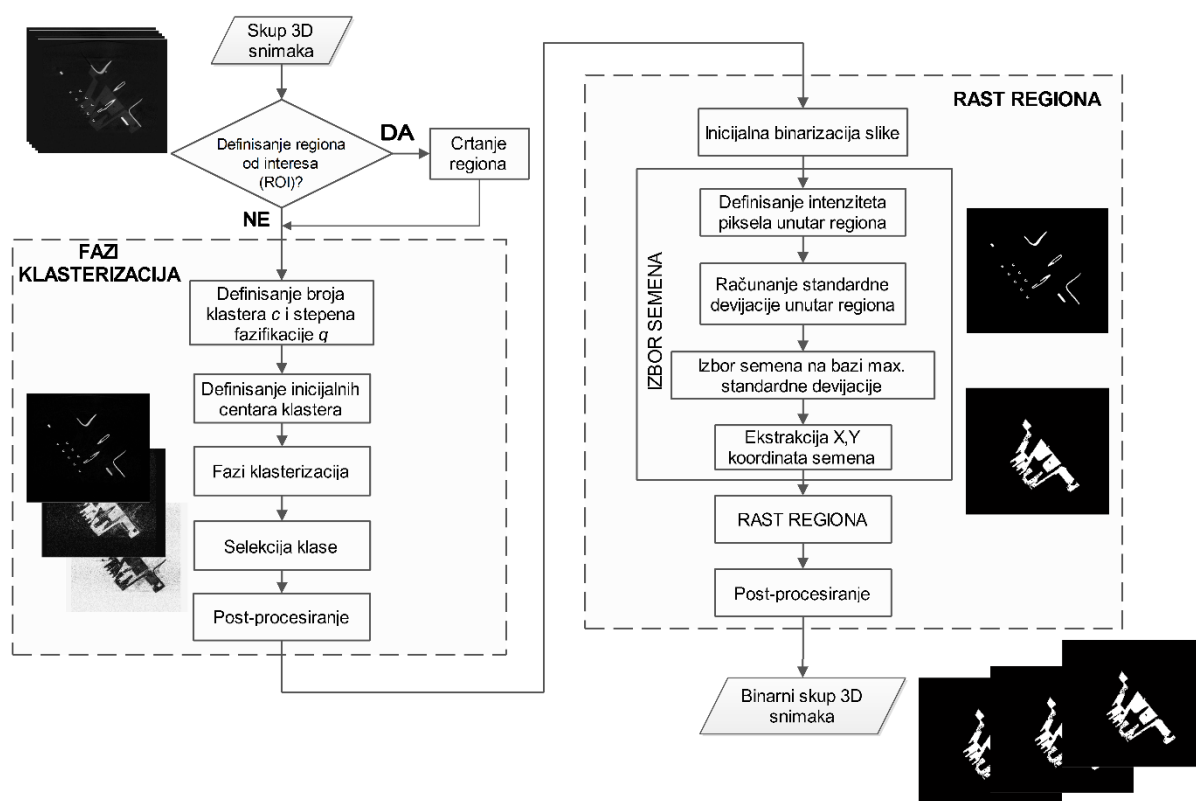 Skup 3D
snimaka
Definisanje regiona
od interesa
(ROI)?
DA
Crtanje
regiona
NE
FAZI
KLASTERIZACIJA
Definisanje broja
klastera c i stepena
fazifikacije q
Definisanje inicijalnih
centara klastera
Fazi klasterizacija
Selekcija klase
Post-procesiranje
RAST REGIONA
Inicijalna binarizacija slike
IZBOR SEMENA
Definisanje intenziteta
piksela unutar regiona
Računanje standardne
devijacije unutar regiona
Izbor semena na bazi max.
standardne devijacije
Ekstrakcija X,Y
koordinata semena
RAST REGIONA
Post-procesiranje
Binarni skup 3D
snimaka